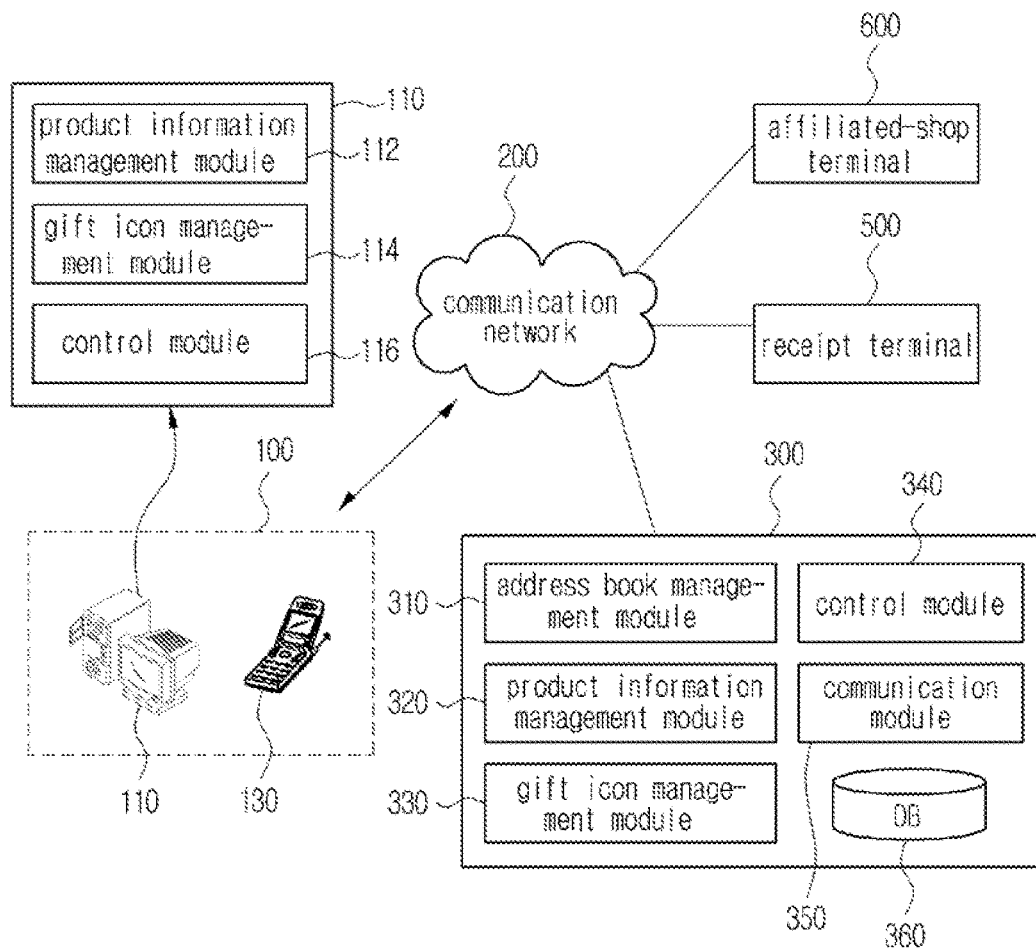 600
110
product information
management module
112
affiliated-shop
terminal
200
gift icon manage-
ment module
114
500
communication
network
control module
116
receipt terminal
100
300
340
310
address book manage-
ment module
control module
320
product information
management module
communication
module
110
130
330
gift icon manage-
ment module
DB
350
360